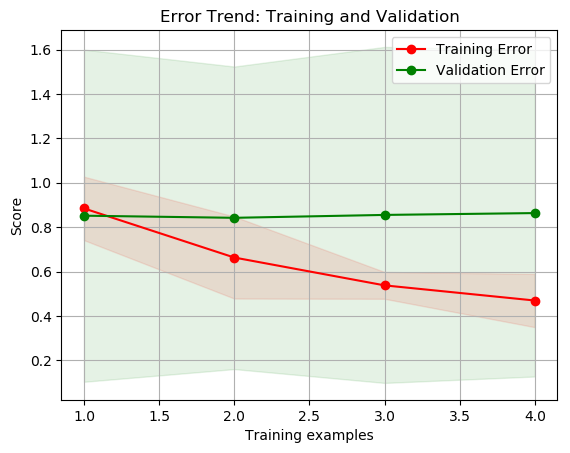 Error Trend: Training and Validation
Training Error
Validation Error
Score
1.6
1.4
1.2
1.0
0.8
0.6
0.4
0.2
1.0 1.5 2.0 2.5 3.0 3.5 4.0
Training examples